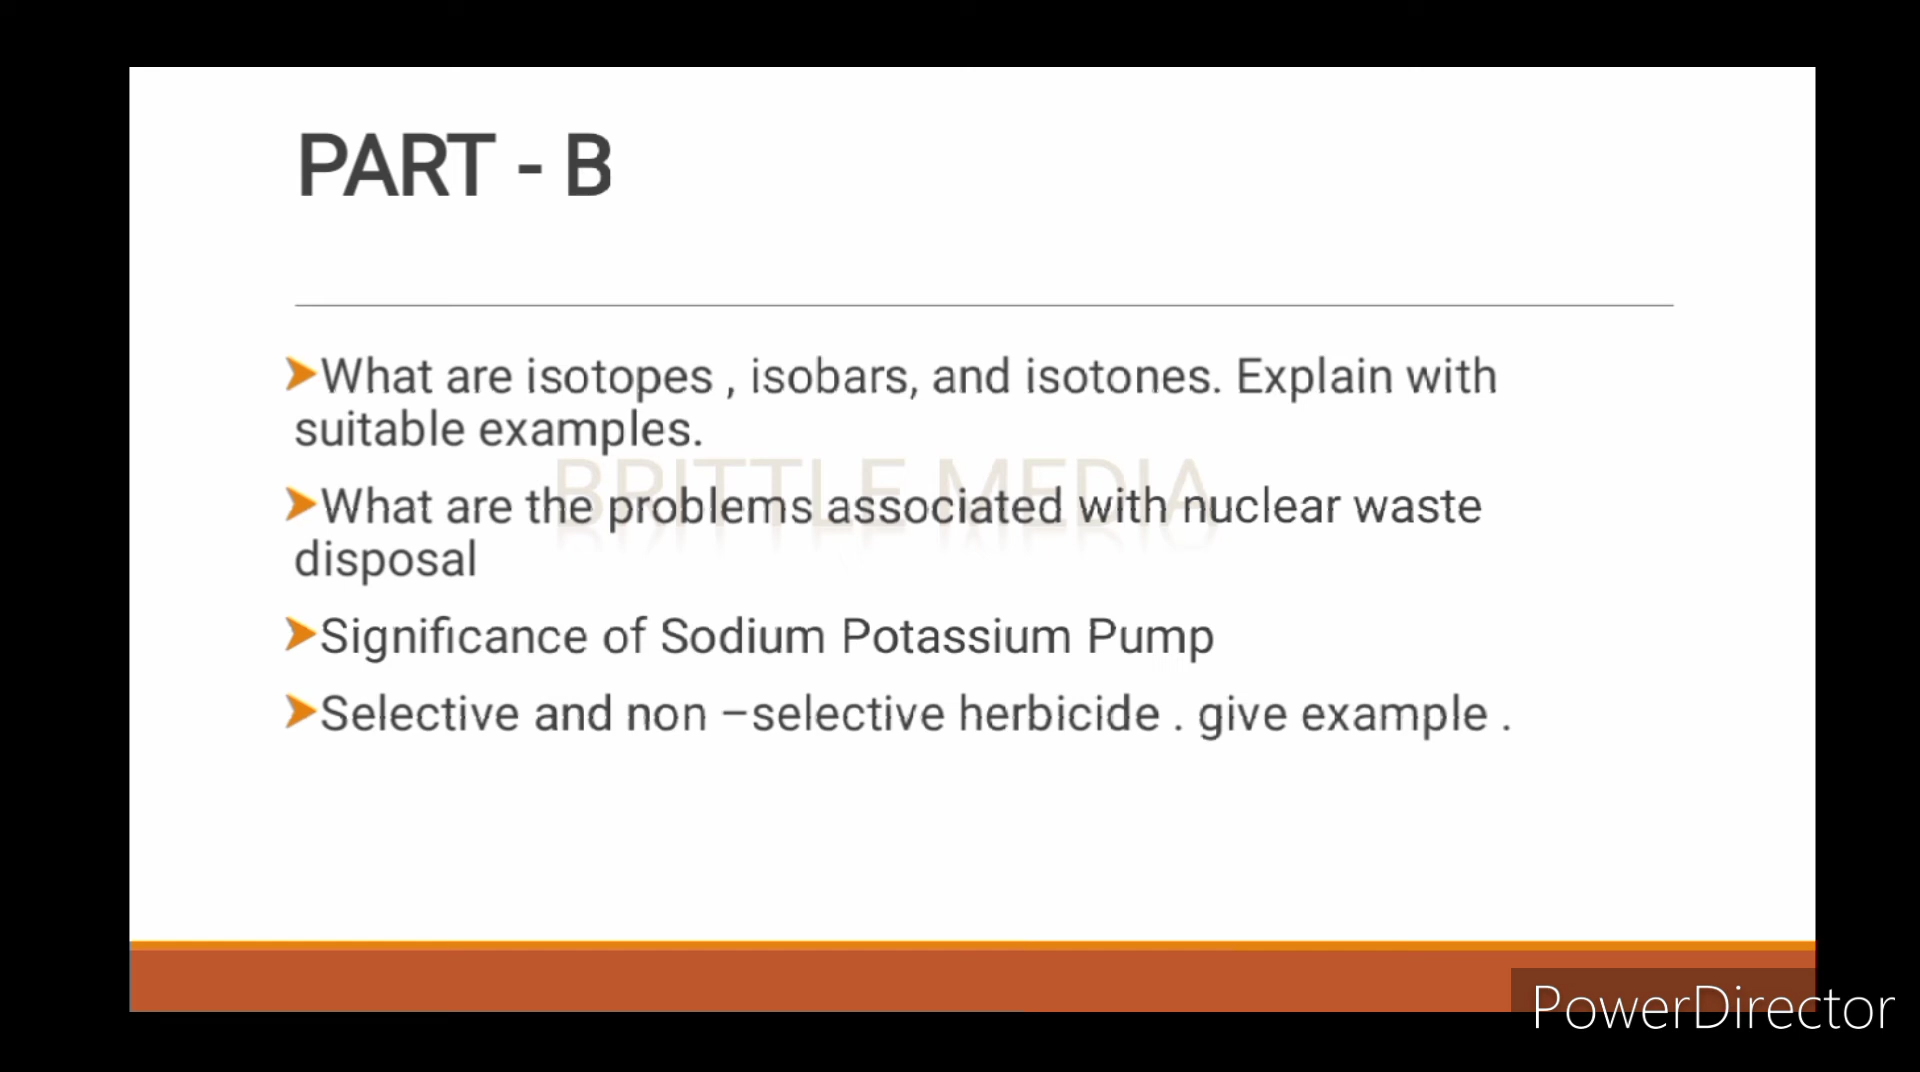 PART - B
➤What are isotopes , isobars, and isotones. Explain with
suitable examples.
BRITTLE MEDIA
➤What are the problems associated with nuclear waste
disposal
➤Significance of Sodium Potassium Pump
➤Selective and non –selective herbicide . give example .
PowerDirector